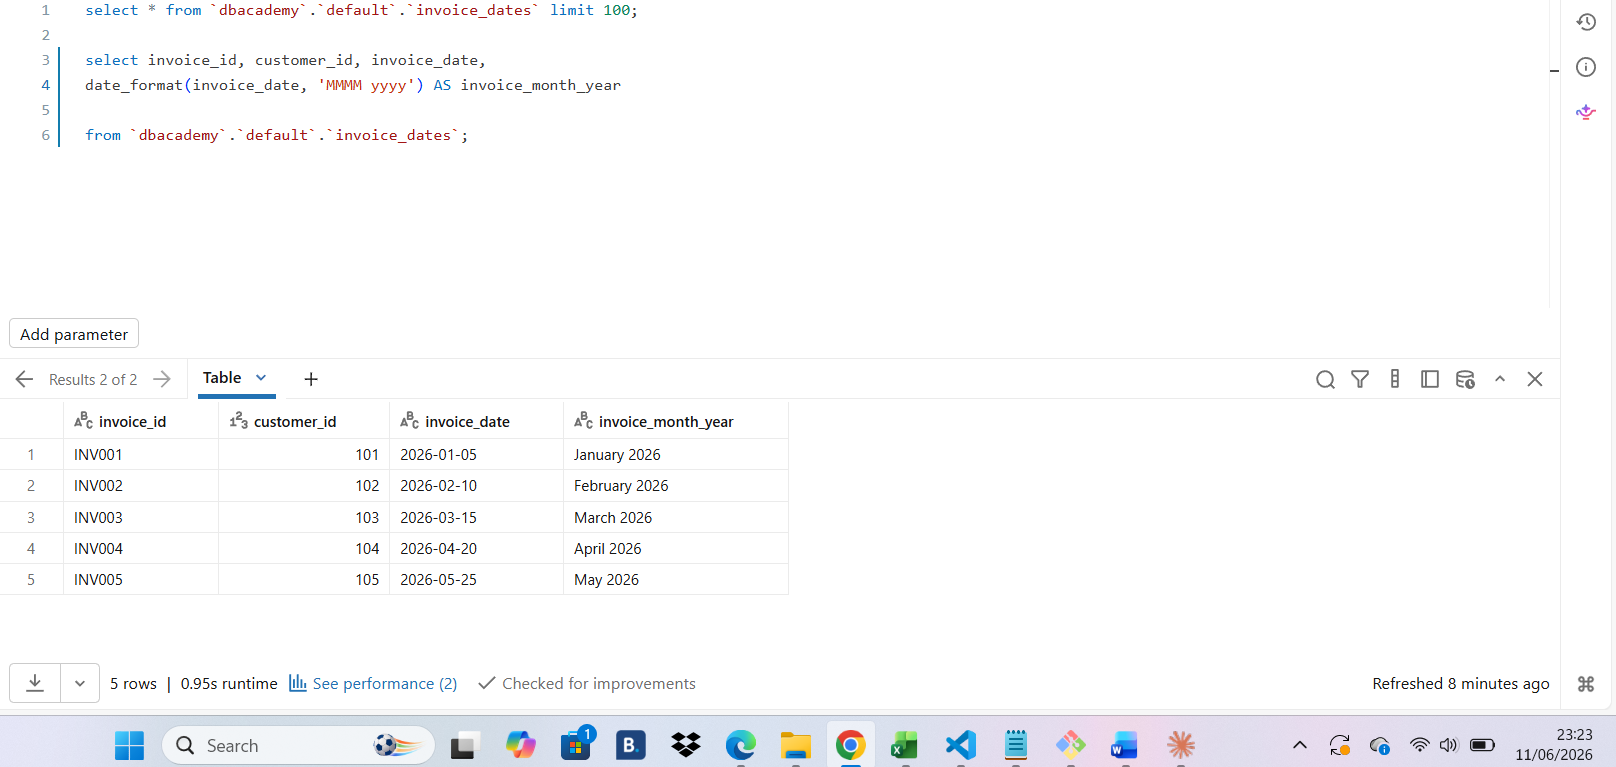 1 select * from `dbacademy`.`default`.`invoice_dates` limit 100;
2
3 select invoice_id, customer_id, invoice_date,
4 date_format(invoice_date, 'MMMM yyyy') AS invoice_month_year
5
6 from `dbacademy`.`default`.`invoice_dates`;
Add parameter
Results 2 of 2 Table
invoice_id customer_id invoice_date invoice_month_year
1 INV001 101 2026-01-05 January 2026
2 INV002 102 2026-02-10 February 2026
3 INV003 103 2026-03-15 March 2026
4 INV004 104 2026-04-20 April 2026
5 INV005 105 2026-05-25 May 2026
5 rows | 0.95s runtime See performance (2) Checked for improvements Refreshed 8 minutes ago
Search 1 B. 23:23
11/06/2026